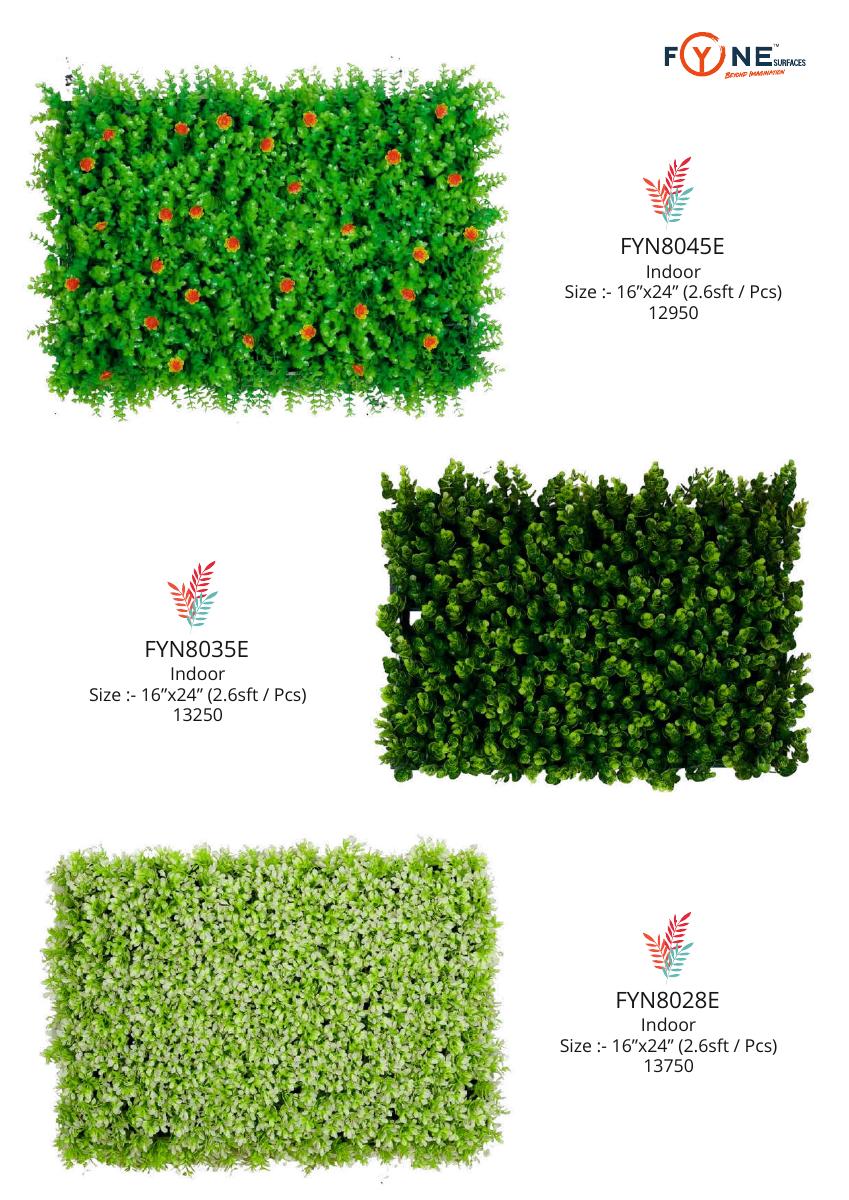 FYNE™
SURFACES
BEYOND IMAGINATION
FYN8045E
Indoor
Size :- 16”x24” (2.6sft / Pcs)
12950
FYN8035E
Indoor
Size :- 16”x24” (2.6sft / Pcs)
13250
FYN8028E
Indoor
Size :- 16”x24” (2.6sft / Pcs)
13750